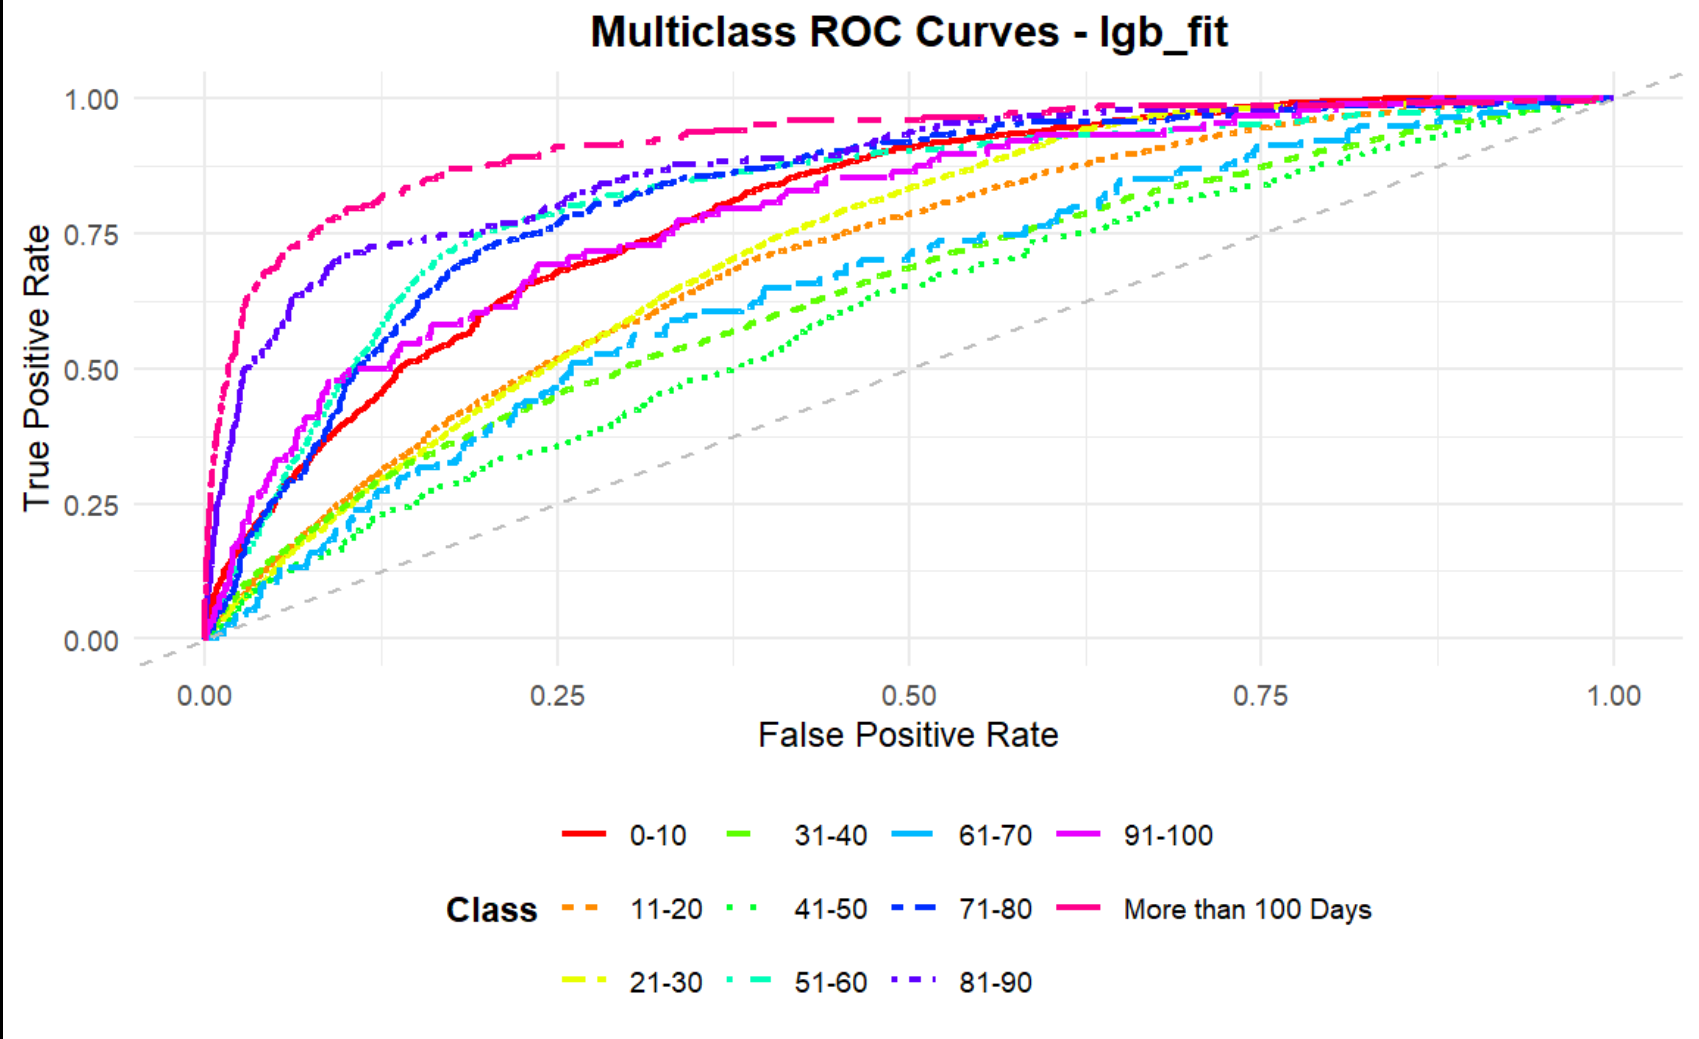 Multiclass ROC Curves - lgb_fit
True Positive Rate
1.00
0.75
0.50
0.25
0.00
0.00 0.25 0.50 0.75 1.00
False Positive Rate
Class
0-10 31-40 61-70 91-100
11-20 41-50 71-80 More than 100 Days
21-30 51-60 81-90